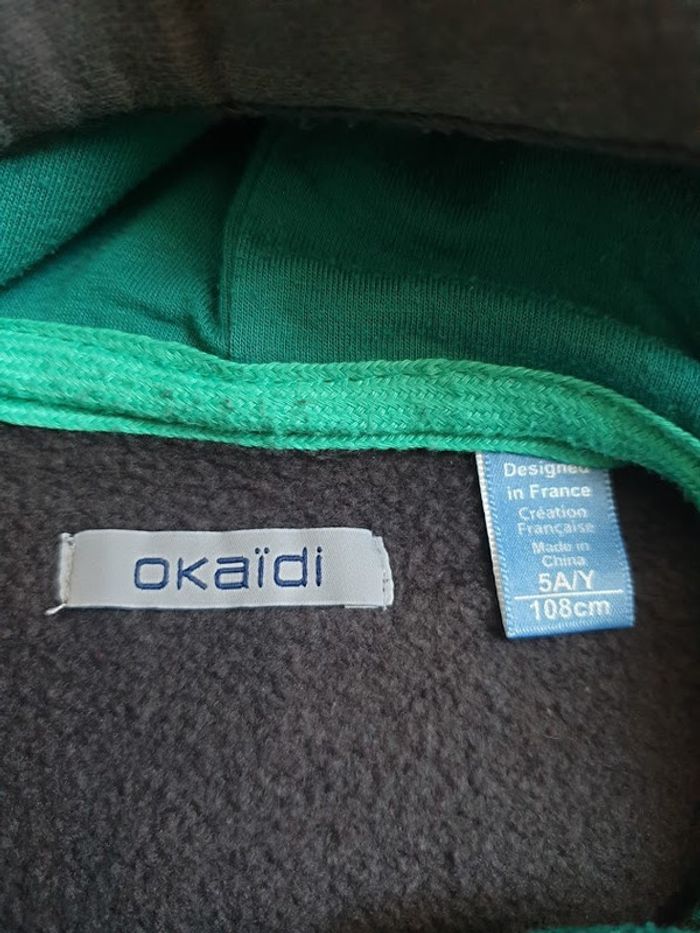 okaïdi
Designed
in France
Création
Française
Made in
China
5A/Y
108cm